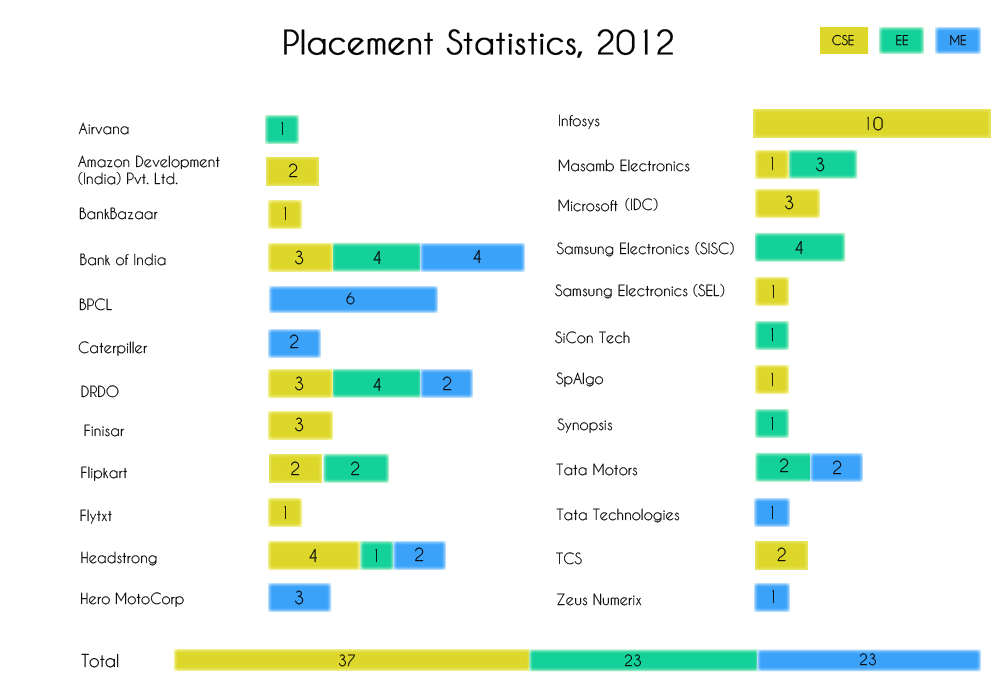 Placement Statistics, 2012
CSE EE ME
Airvana 1
Amazon Development
(India) Pvt. Ltd. 2
BankBazaar 1
Bank of India 3 4 4
BPCL 6
Caterpiller 2
DRDO 3 4 2
Finisar 3
Flipkart 2 2
Flytxt 1
Headstrong 4 1 2
Hero MotoCorp 3
Infosys 10
Masamb Electronics 1 3
Microsoft (IDC) 3
Samsung Electronics (SISC) 4
Samsung Electronics (SEL) 1
SiCon Tech 1
SpAlgo 1
Synopsis 1
Tata Motors 2 2
Tata Technologies 1
TCS 2
Zeus Numerix 1
Total 37 23 23